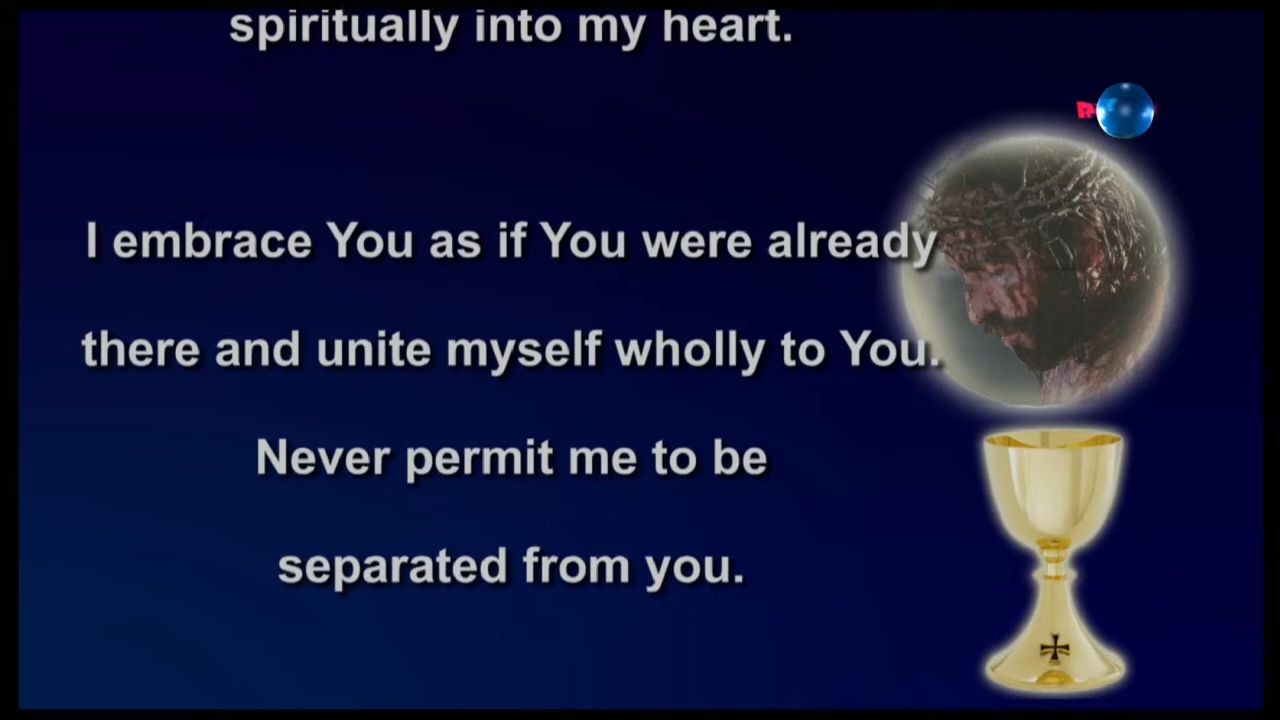 spiritually into my heart.
I embrace You as if You were already
there and unite myself wholly to You.
Never permit me to be
separated from you.